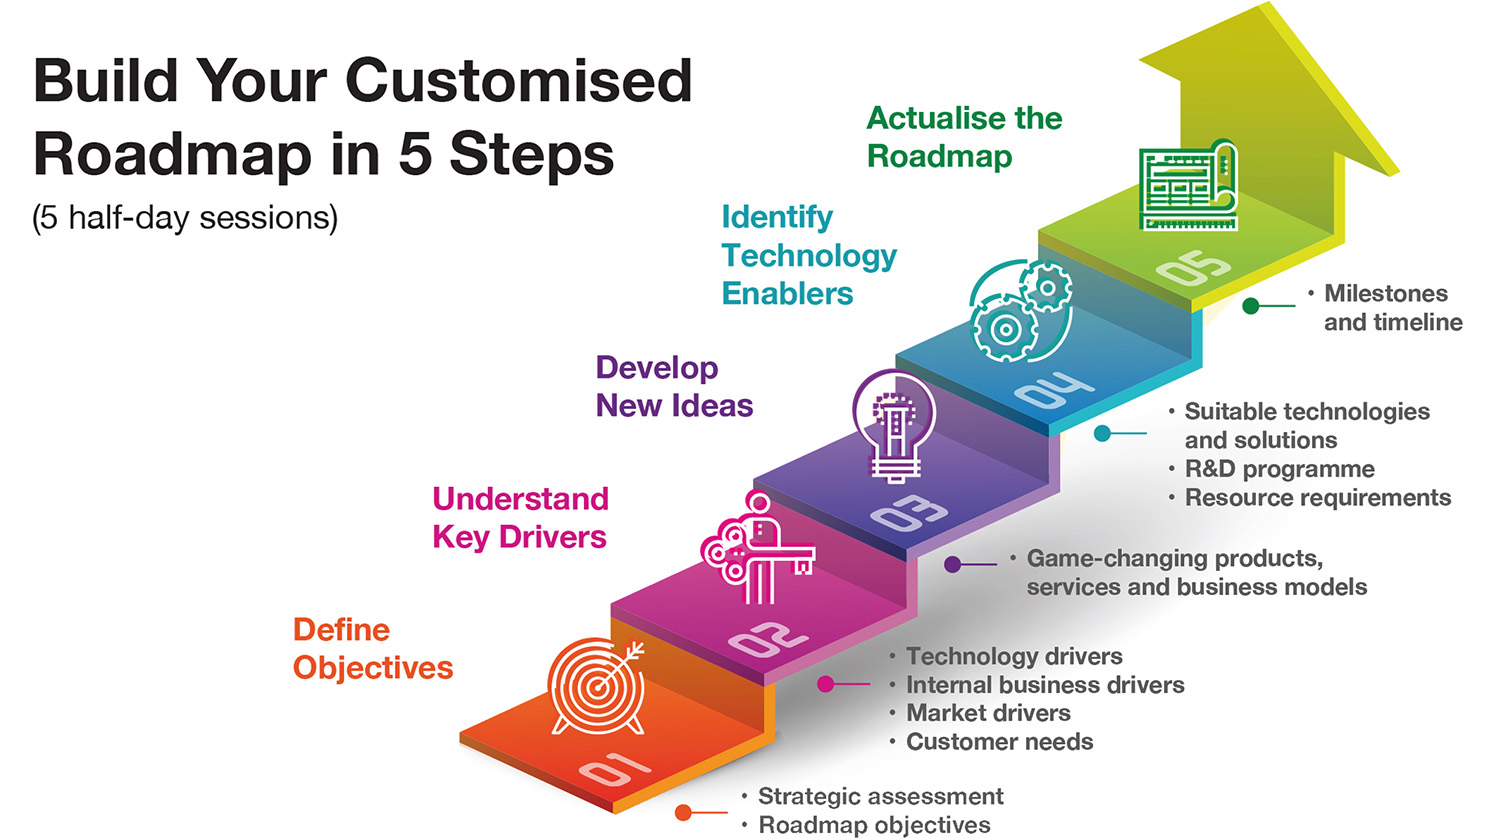 Build Your Customised
Roadmap in 5 Steps
(5 half-day sessions)
Actualise the
Roadmap
05
• Milestones
and timeline
Identify
Technology
Enablers
04
• Suitable technologies
and solutions
• R&D programme
• Resource requirements
Develop
New Ideas
03
• Game-changing products,
services and business models
Understand
Key Drivers
02
• Technology drivers
• Internal business drivers
• Market drivers
• Customer needs
Define
Objectives
01
• Strategic assessment
• Roadmap objectives